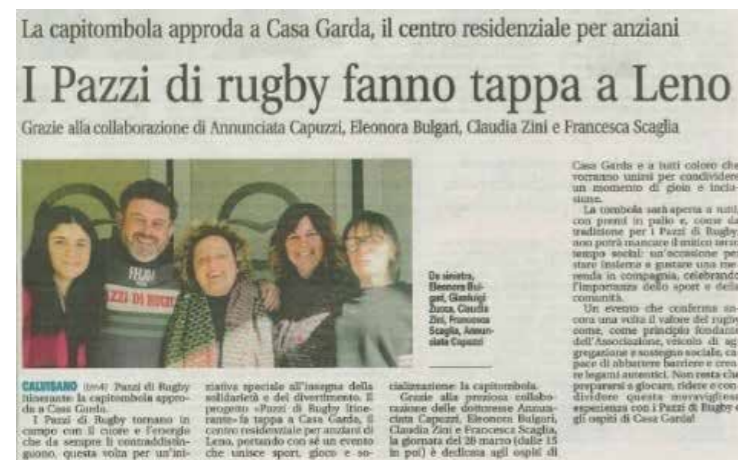 La capitombola approda a Casa Garda, il centro residenziale per anziani
I Pazzi di rugby fanno tappa a Leno
Grazie alla collaborazione di Annunciata Capuzzi, Eleonora Bulgari, Claudia Zini e Francesca Scaglia
PAZZI DI RUGBY
Da sinistra,
Eleonora Bul-
gari, Gianluigi
Zucca, Claudia
Zini, Francesca
Scaglia, Annun-
ciata Capuzzi
CALVISANO (bm4) Pazzi di Rugby
itinerante: la capitombola appro-
da a Casa Garda.
I Pazzi di Rugby tornano in
campo con il cuore e l'energia
che da sempre li contraddistin-
guono, questa volta per un'ini-
ziativa speciale all'insegna della
solidarietà e del divertimento. Il
progetto «Pazzi di Rugby Itine-
rante» fa tappa a Casa Garda, il
centro residenziale per anziani di
Leno, portando con sé un evento
che unisce sport, gioco e so-
cializzazione: la capitombola.
Grazie alla preziosa collabo-
razione delle dottoresse Annun-
ciata Capuzzi, Eleonora Bulgari,
Claudia Zini e Francesca Scaglia,
la giornata del 26 marzo (dalle 15
in poi) è dedicata agli ospiti di
Casa Garda e a tutti coloro che
vorranno unirsi per condividere
un momento di gioia e inclu-
sione.
La tombola sarà aperta a tutti,
con premi in palio e, come da
tradizione per i Pazzi di Rugby,
non potrà mancare il mitico terzo
tempo social: un'occasione per
stare insieme e gustare una me-
renda in compagnia, celebrando
l'importanza dello sport e della
comunità.
Un evento che conferma an-
cora una volta il valore del rugby
come, come principio fondante
dell'Associazione, veicolo di ag-
gregazione e sostegno sociale, ca-
pace di abbattere barriere e crea-
re legami autentici. Non resta che
prepararsi a giocare, ridere e con-
dividere questa meravigliosa
esperienza con i Pazzi di Rugby e
gli ospiti di Casa Garda!